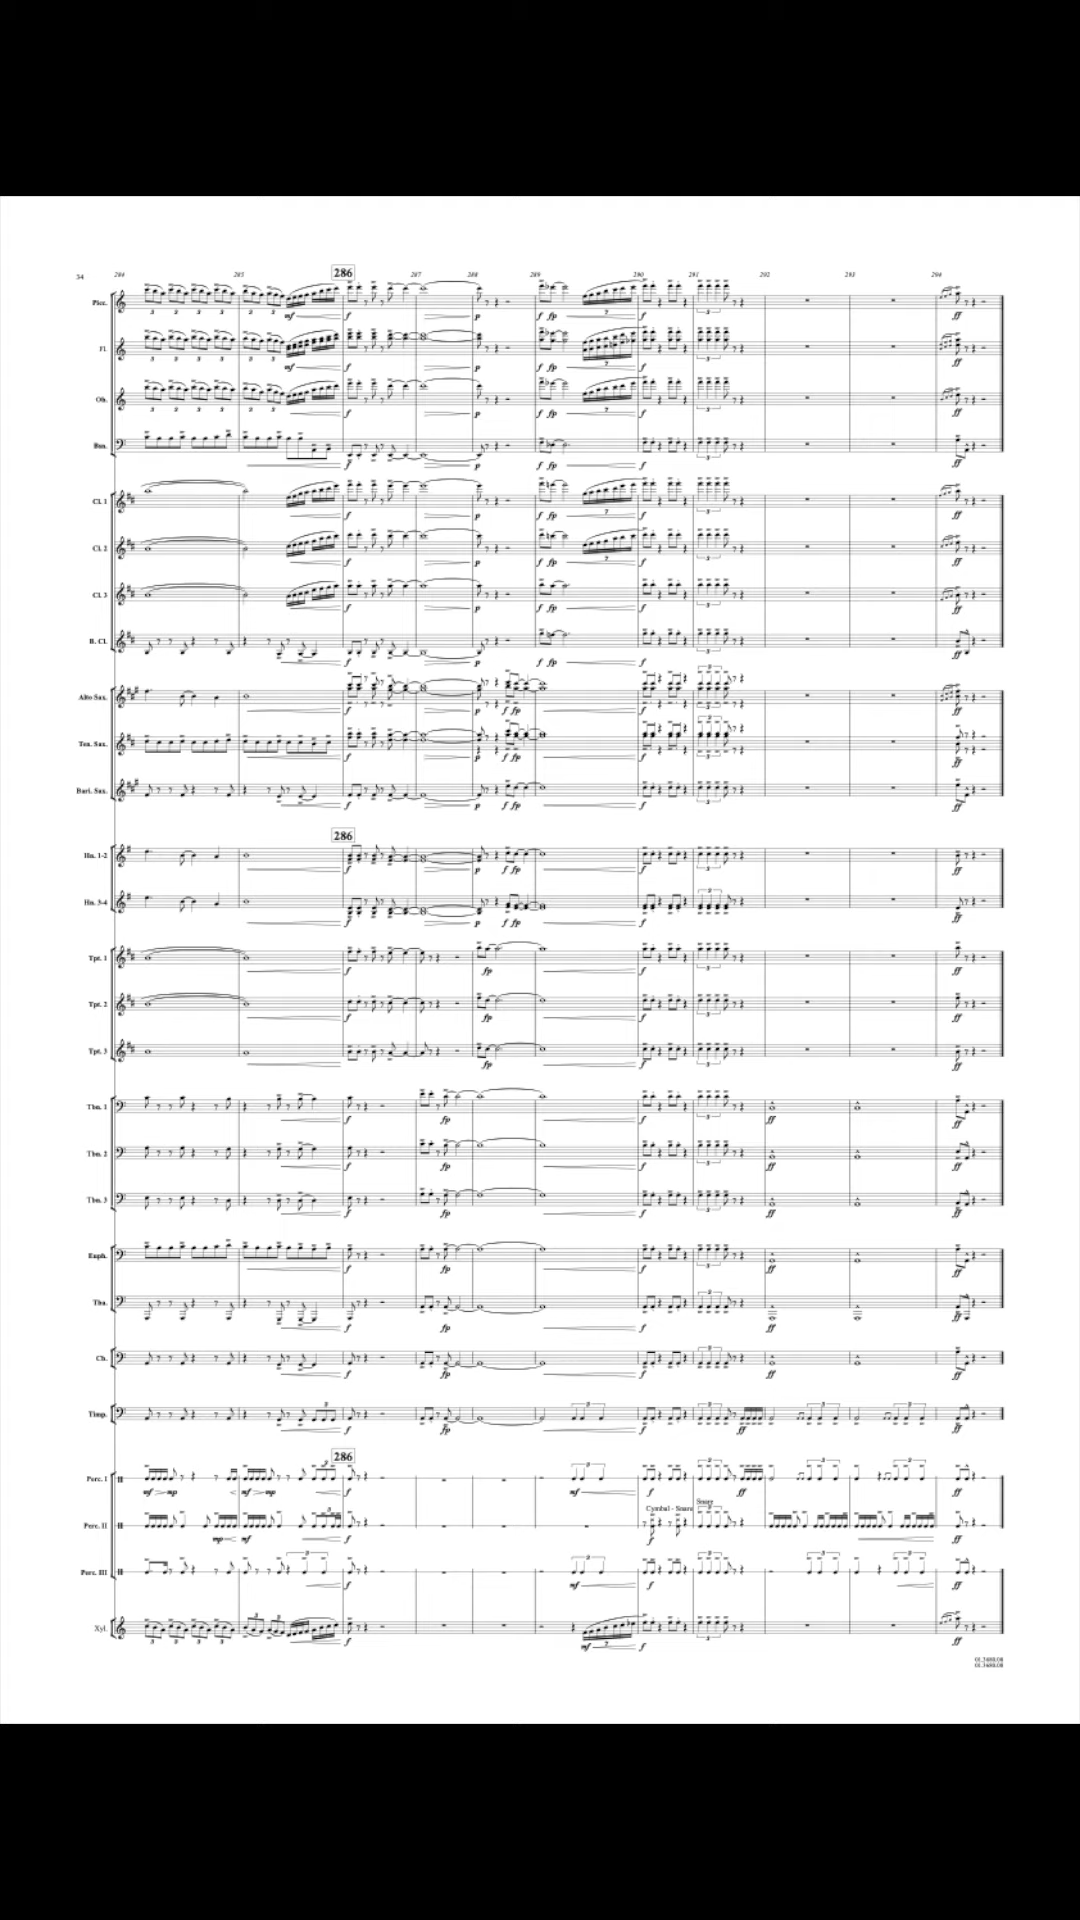 34
284 285 286 287 288 289 290 291 292 293 294
Picc.
Fl.
Ob.
Bsn.
Cl. 1
Cl. 2
Cl. 3
B. Cl.
Alto Sax.
Ten. Sax.
Bari. Sax.
286
Hn. 1-2
Hn. 3-4
Tpt. 1
Tpt. 2
Tpt. 3
Tbn. 1
Tbn. 2
Tbn. 3
Euph.
Tba.
Cb.
Timp.
286
Perc. I
Cymbal - Snare
Snare
Perc. II
Perc. III
Xyl.